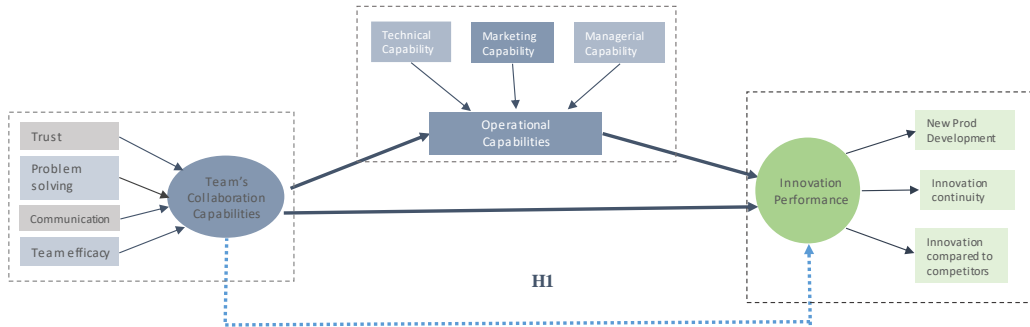 Technical
Capability
Marketing
Capability
Managerial
Capability
Operational
Capabilities
Trust
Problem
solving
Communication
Team efficacy
Team's
Collaboration
Capabilities
Innovation
Performance
New Prod
Development
Innovation
continuity
Innovation
compared to
competitors
H1